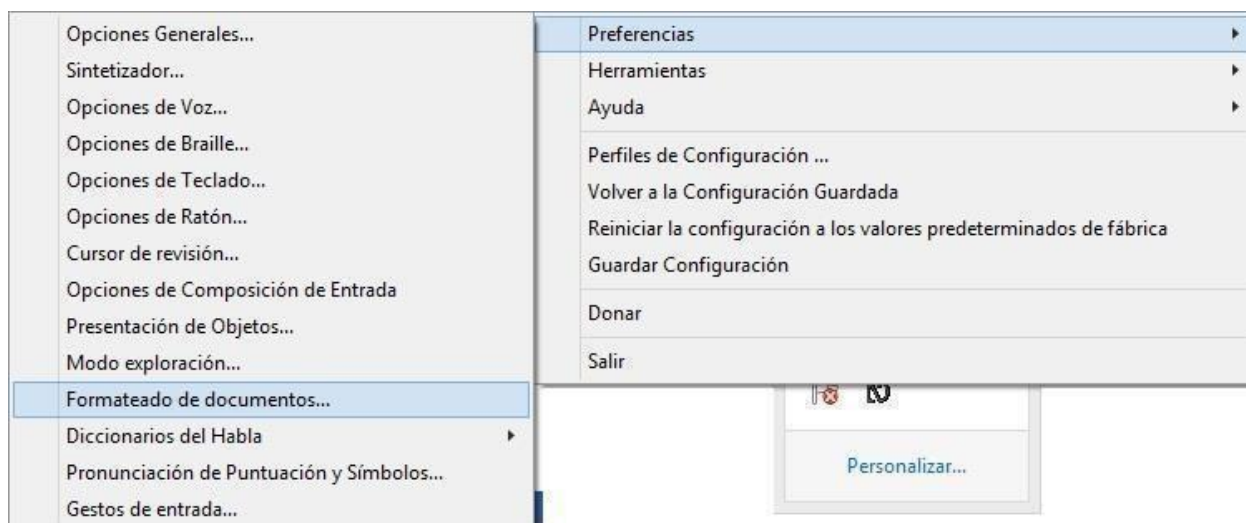 Opciones Generales...
Sintetizador...
Opciones de Voz...
Opciones de Braille...
Opciones de Teclado...
Opciones de Ratón...
Cursor de revisión...
Opciones de Composición de Entrada
Presentación de Objetos...
Modo exploración...
Formateado de documentos...
Diccionarios del Habla
Pronunciación de Puntuación y Símbolos...
Gestos de entrada...
Preferencias
Herramientas
Ayuda
Perfiles de Configuración ...
Volver a la Configuración Guardada
Reiniciar la configuración a los valores predeterminados de fábrica
Guardar Configuración
Donar
Salir
Personalizar...